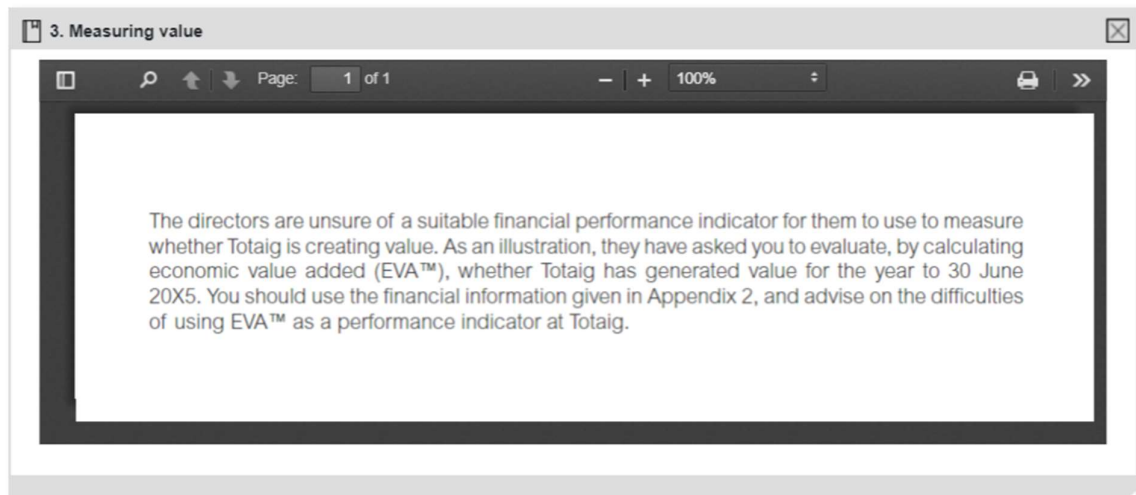 3. Measuring value
Page: 1 of 1 − + 100%
The directors are unsure of a suitable financial performance indicator for them to use to measure
whether Totaig is creating value. As an illustration, they have asked you to evaluate, by calculating
economic value added (EVA™), whether Totaig has generated value for the year to 30 June
20X5. You should use the financial information given in Appendix 2, and advise on the difficulties
of using EVA™ as a performance indicator at Totaig.